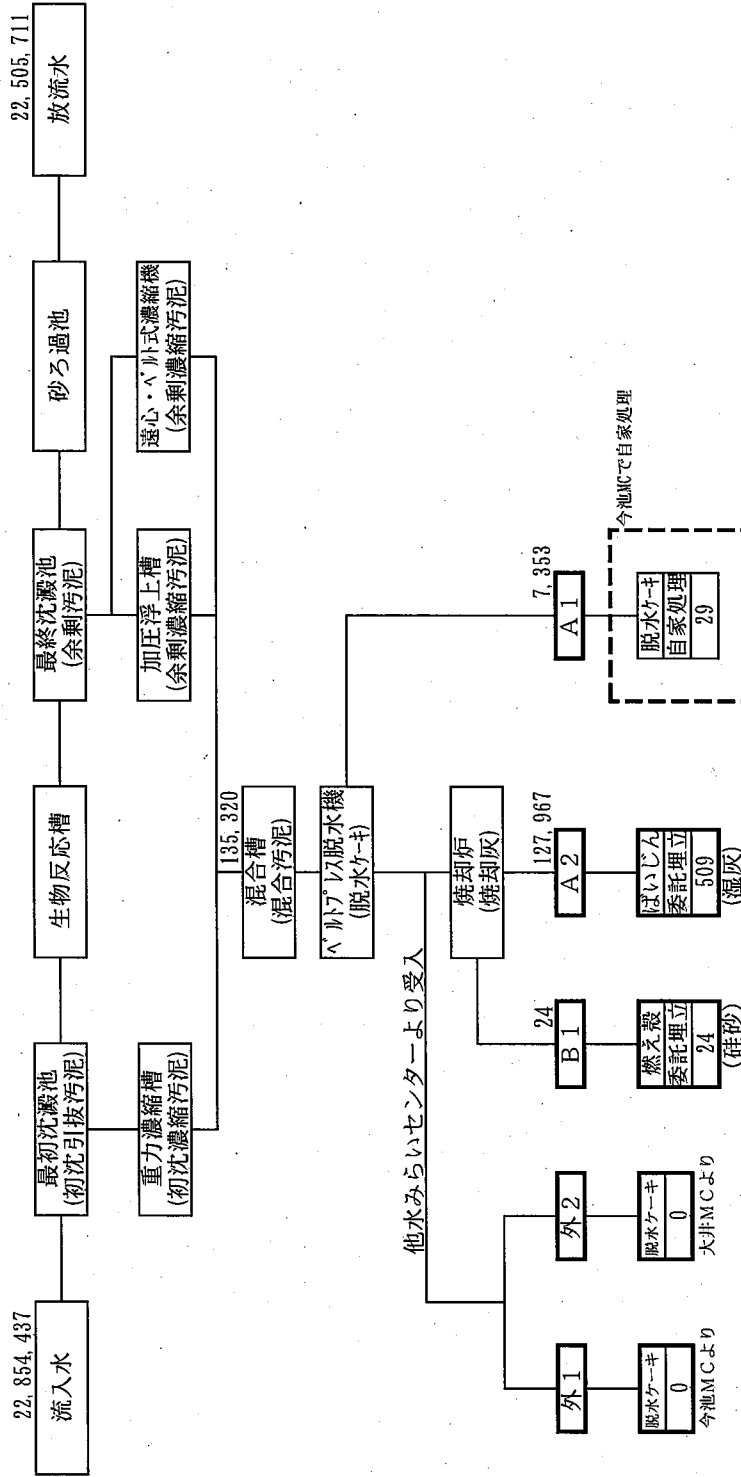 22,854,437
流入水
最初沈澱池
(初沈引抜汚泥)
生物反応槽
最終沈澱池
(余剰汚泥)
砂ろ過池
22,505,711
放流水
重力濃縮槽
(初沈濃縮汚泥)
加圧浮上槽
(余剰濃縮汚泥)
遠心・ベルト式濃縮機
(余剰濃縮汚泥)
135,320
混合槽
(混合汚泥)
ベルトプレス脱水機
(脱水ケーキ)
他水みらいセンターより受入
焼却炉
(焼却灰)
外1
外2
24
B1
127,967
A2
7,353
A1
脱水ケーキ
0
今池MCより
脱水ケーキ
0
大井MCより
燃え殻
委託埋立
24
(硅砂)
ばいじん
委託埋立
509
(湿灰)
今池MCで自家処理
脱水ケーキ
自家処理
29